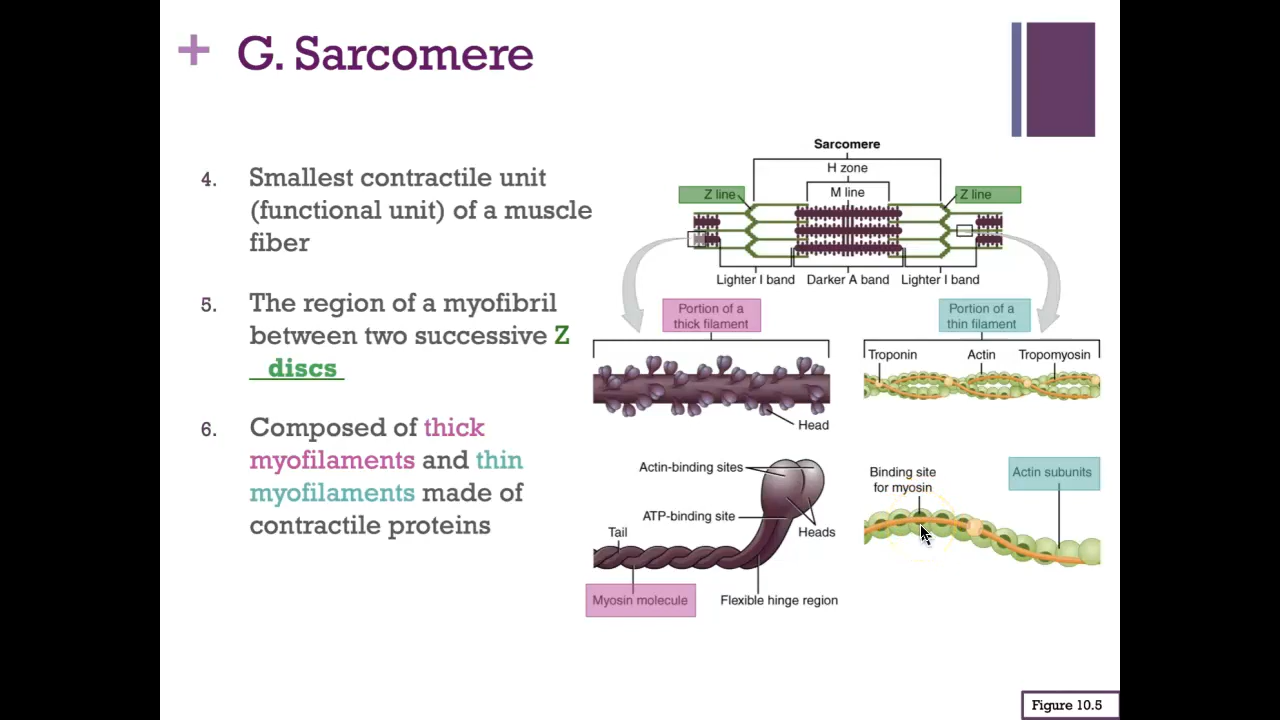 + G. Sarcomere
4. Smallest contractile unit
(functional unit) of a muscle
fiber
5. The region of a myofibril
between two successive Z
discs
6. Composed of thick
myofilaments and thin
myofilaments made of
contractile proteins
Sarcomere
H zone
M line
Z line
Z line
Lighter I band
Darker A band
Lighter I band
Portion of a
thick filament
Portion of a
thin filament
Troponin
Actin
Tropomyosin
Head
Actin-binding sites
ATP-binding site
Tail
Heads
Myosin molecule
Flexible hinge region
Binding site
for myosin
Actin subunits
Figure 10.5